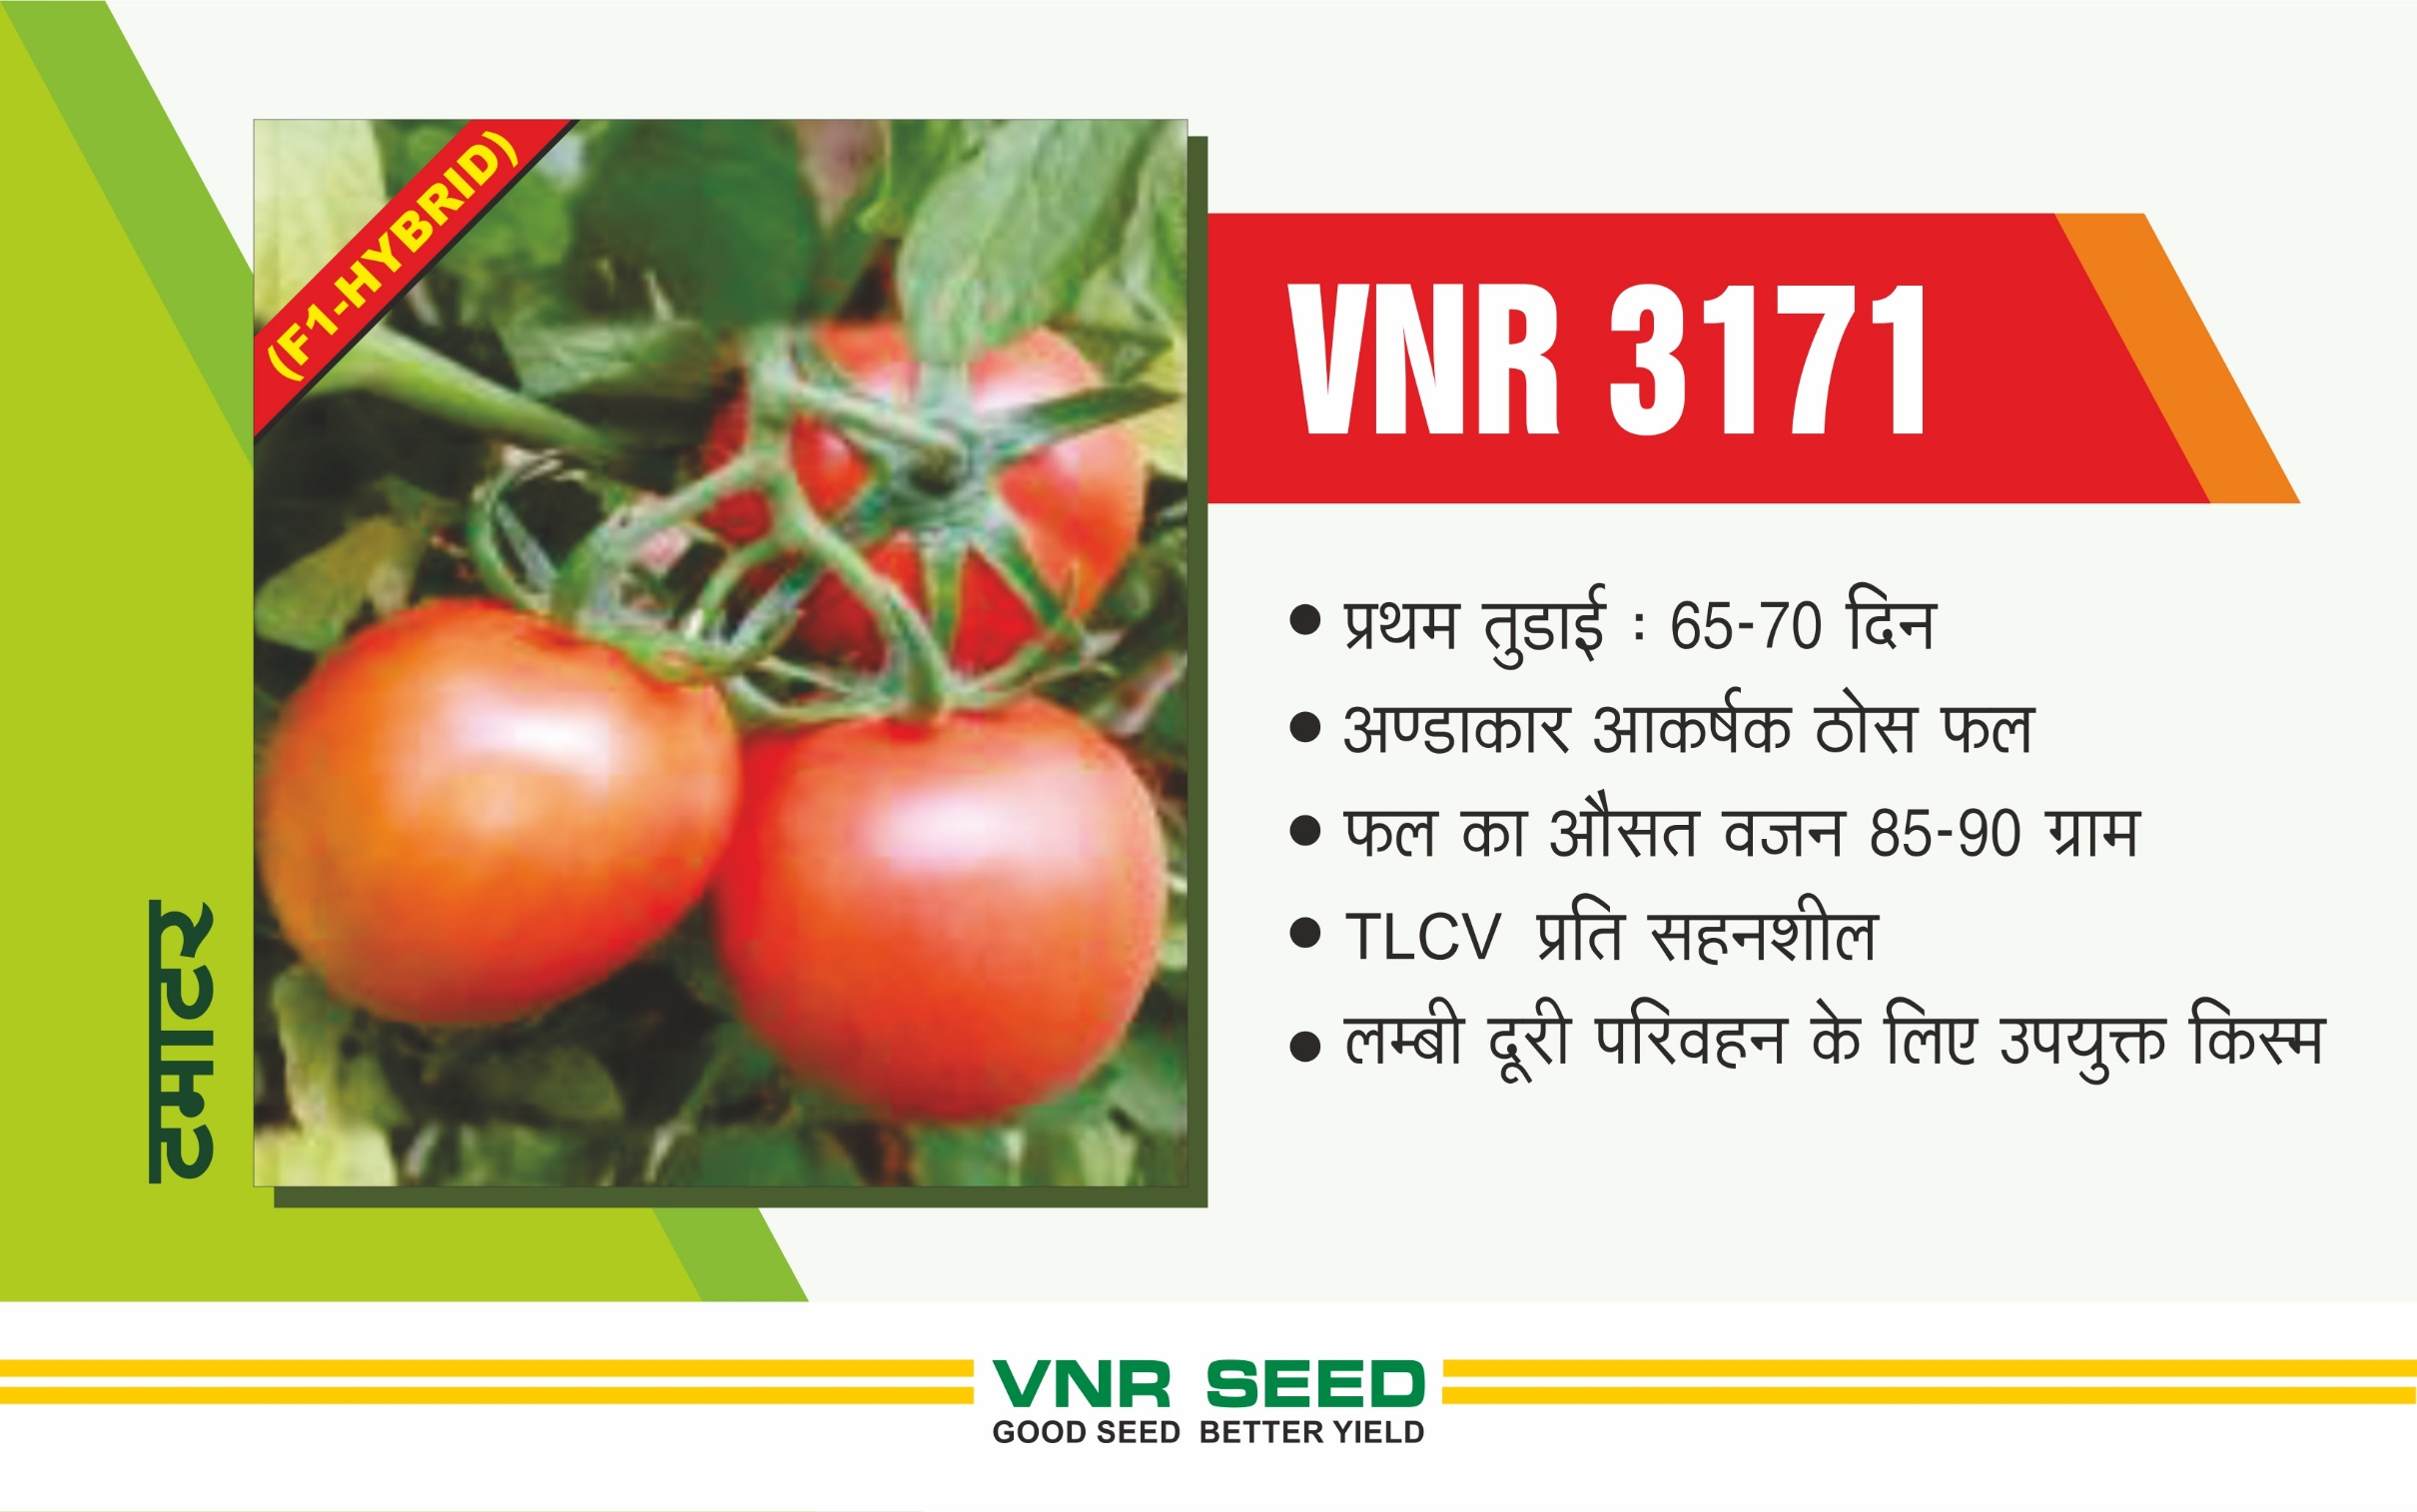 (F1-HYBRID)
VNR 3171
● प्रथम तुड़ाई : 65-70 दिन
● अण्डाकार आकर्षक ठोस फल
● फल का औसत वजन 85-90 ग्राम
● TLCV प्रति सहनशील
● लम्बी दूरी परिवहन के लिए उपयुक्त किस्म
टमाटर
VNR SEED
GOOD SEED BETTER YIELD